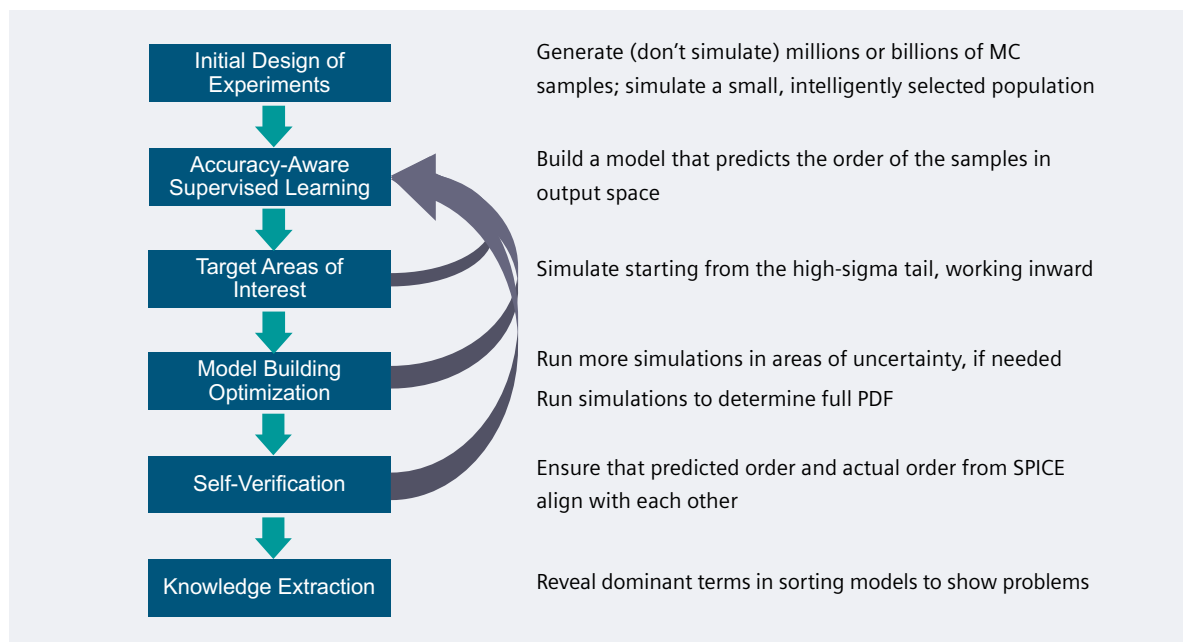 Initial Design of
Experiments
Generate (don’t simulate) millions or billions of MC
samples; simulate a small, intelligently selected population
Accuracy-Aware
Supervised Learning
Build a model that predicts the order of the samples in
output space
Target Areas of
Interest
Simulate starting from the high-sigma tail, working inward
Model Building
Optimization
Run more simulations in areas of uncertainty, if needed
Run simulations to determine full PDF
Self-Verification
Ensure that predicted order and actual order from SPICE
align with each other
Knowledge Extraction
Reveal dominant terms in sorting models to show problems